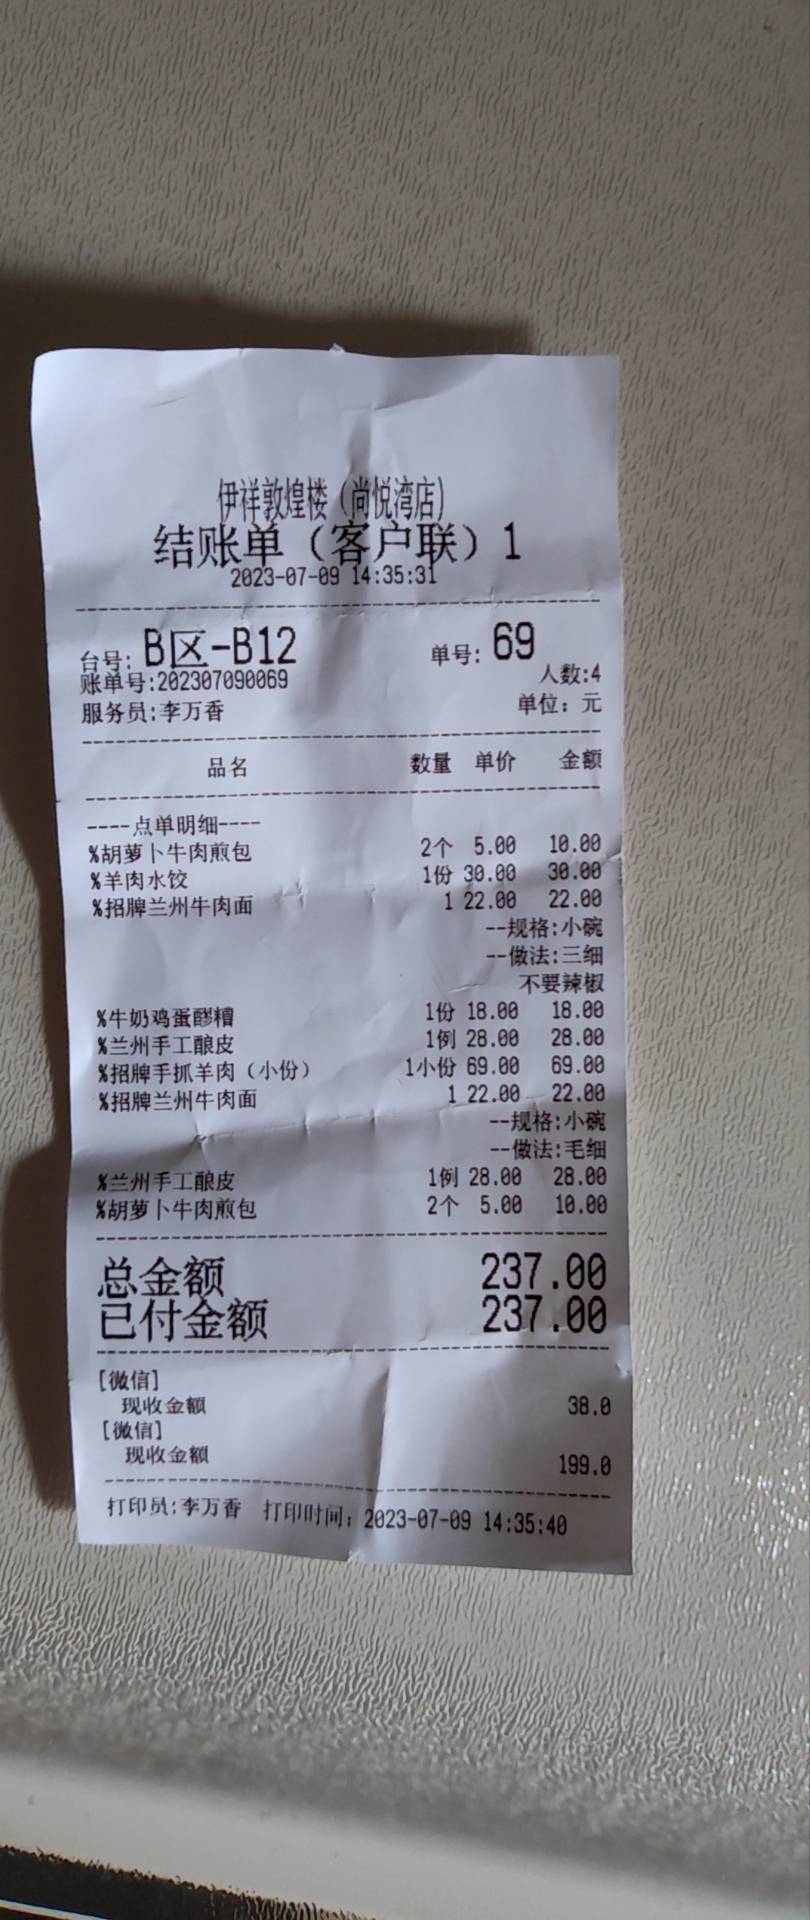 伊祥敦煌楼（尚悦湾店）
结账单（客户联）1
2023-07-09 14:35:31
台号: B区-B12 单号: 69
账单号:202307090069 人数:4
服务员:李万香 单位: 元
品名 数量 单价 金额
----点单明细----
%胡萝卜牛肉煎包 2个 5.00 10.00
%羊肉水饺 1份 30.00 30.00
%招牌兰州牛肉面 1 22.00 22.00
--规格:小碗
--做法:三细
不要辣椒
%牛奶鸡蛋醪糟 1份 18.00 18.00
%兰州手工酿皮 1例 28.00 28.00
%招牌手抓羊肉（小份） 1小份 69.00 69.00
%招牌兰州牛肉面 1 22.00 22.00
--规格:小碗
--做法:毛细
%兰州手工酿皮 1例 28.00 28.00
%胡萝卜牛肉煎包 2个 5.00 10.00
总金额 237.00
已付金额 237.00
[微信]
现收金额 38.0
[微信]
现收金额 199.0
打印员:李万香 打印时间: 2023-07-09 14:35:40